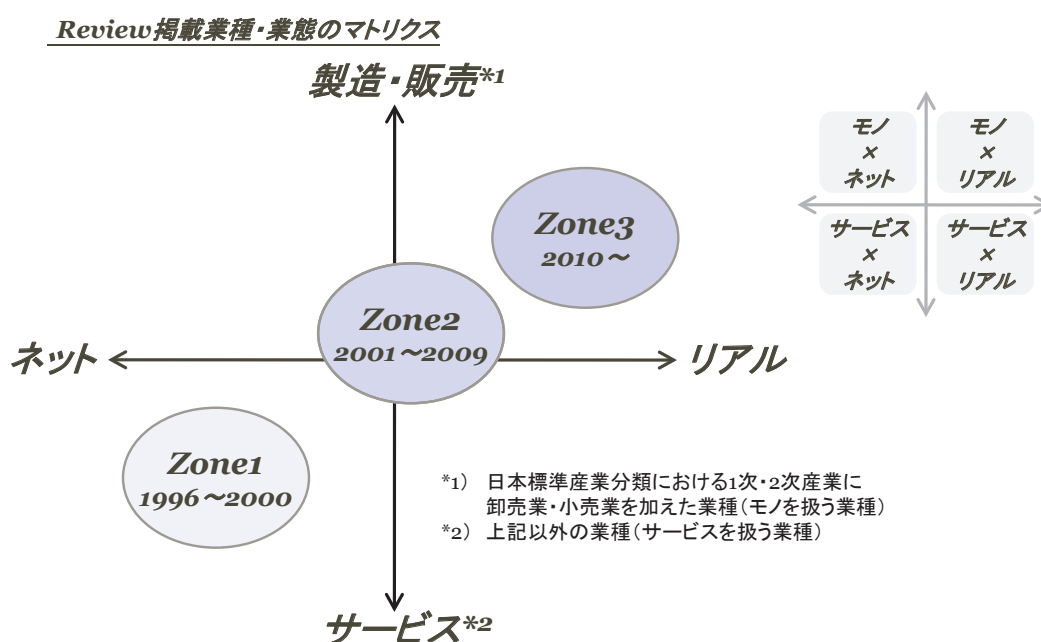 Review掲載業種・業態のマトリクス
製造・販売*1
モノ
×
ネット
モノ
×
リアル
サービス
×
ネット
サービス
×
リアル
Zone3
2010～
Zone2
2001～2009
ネット
リアル
Zone1
1996～2000
*1） 日本標準産業分類における1次・2次産業に
卸売業・小売業を加えた業種（モノを扱う業種）
*2） 上記以外の業種（サービスを扱う業種）
サービス*2